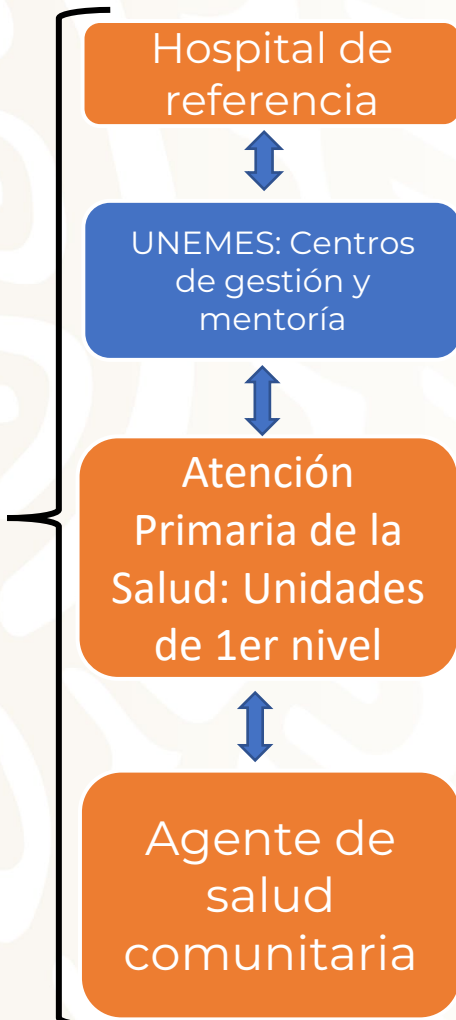 Hospital de
referencia
UNEMES: Centros
de gestión y
mentoría
Atención
Primaria de la
Salud: Unidades
de 1er nivel
Agente de
salud
comunitaria